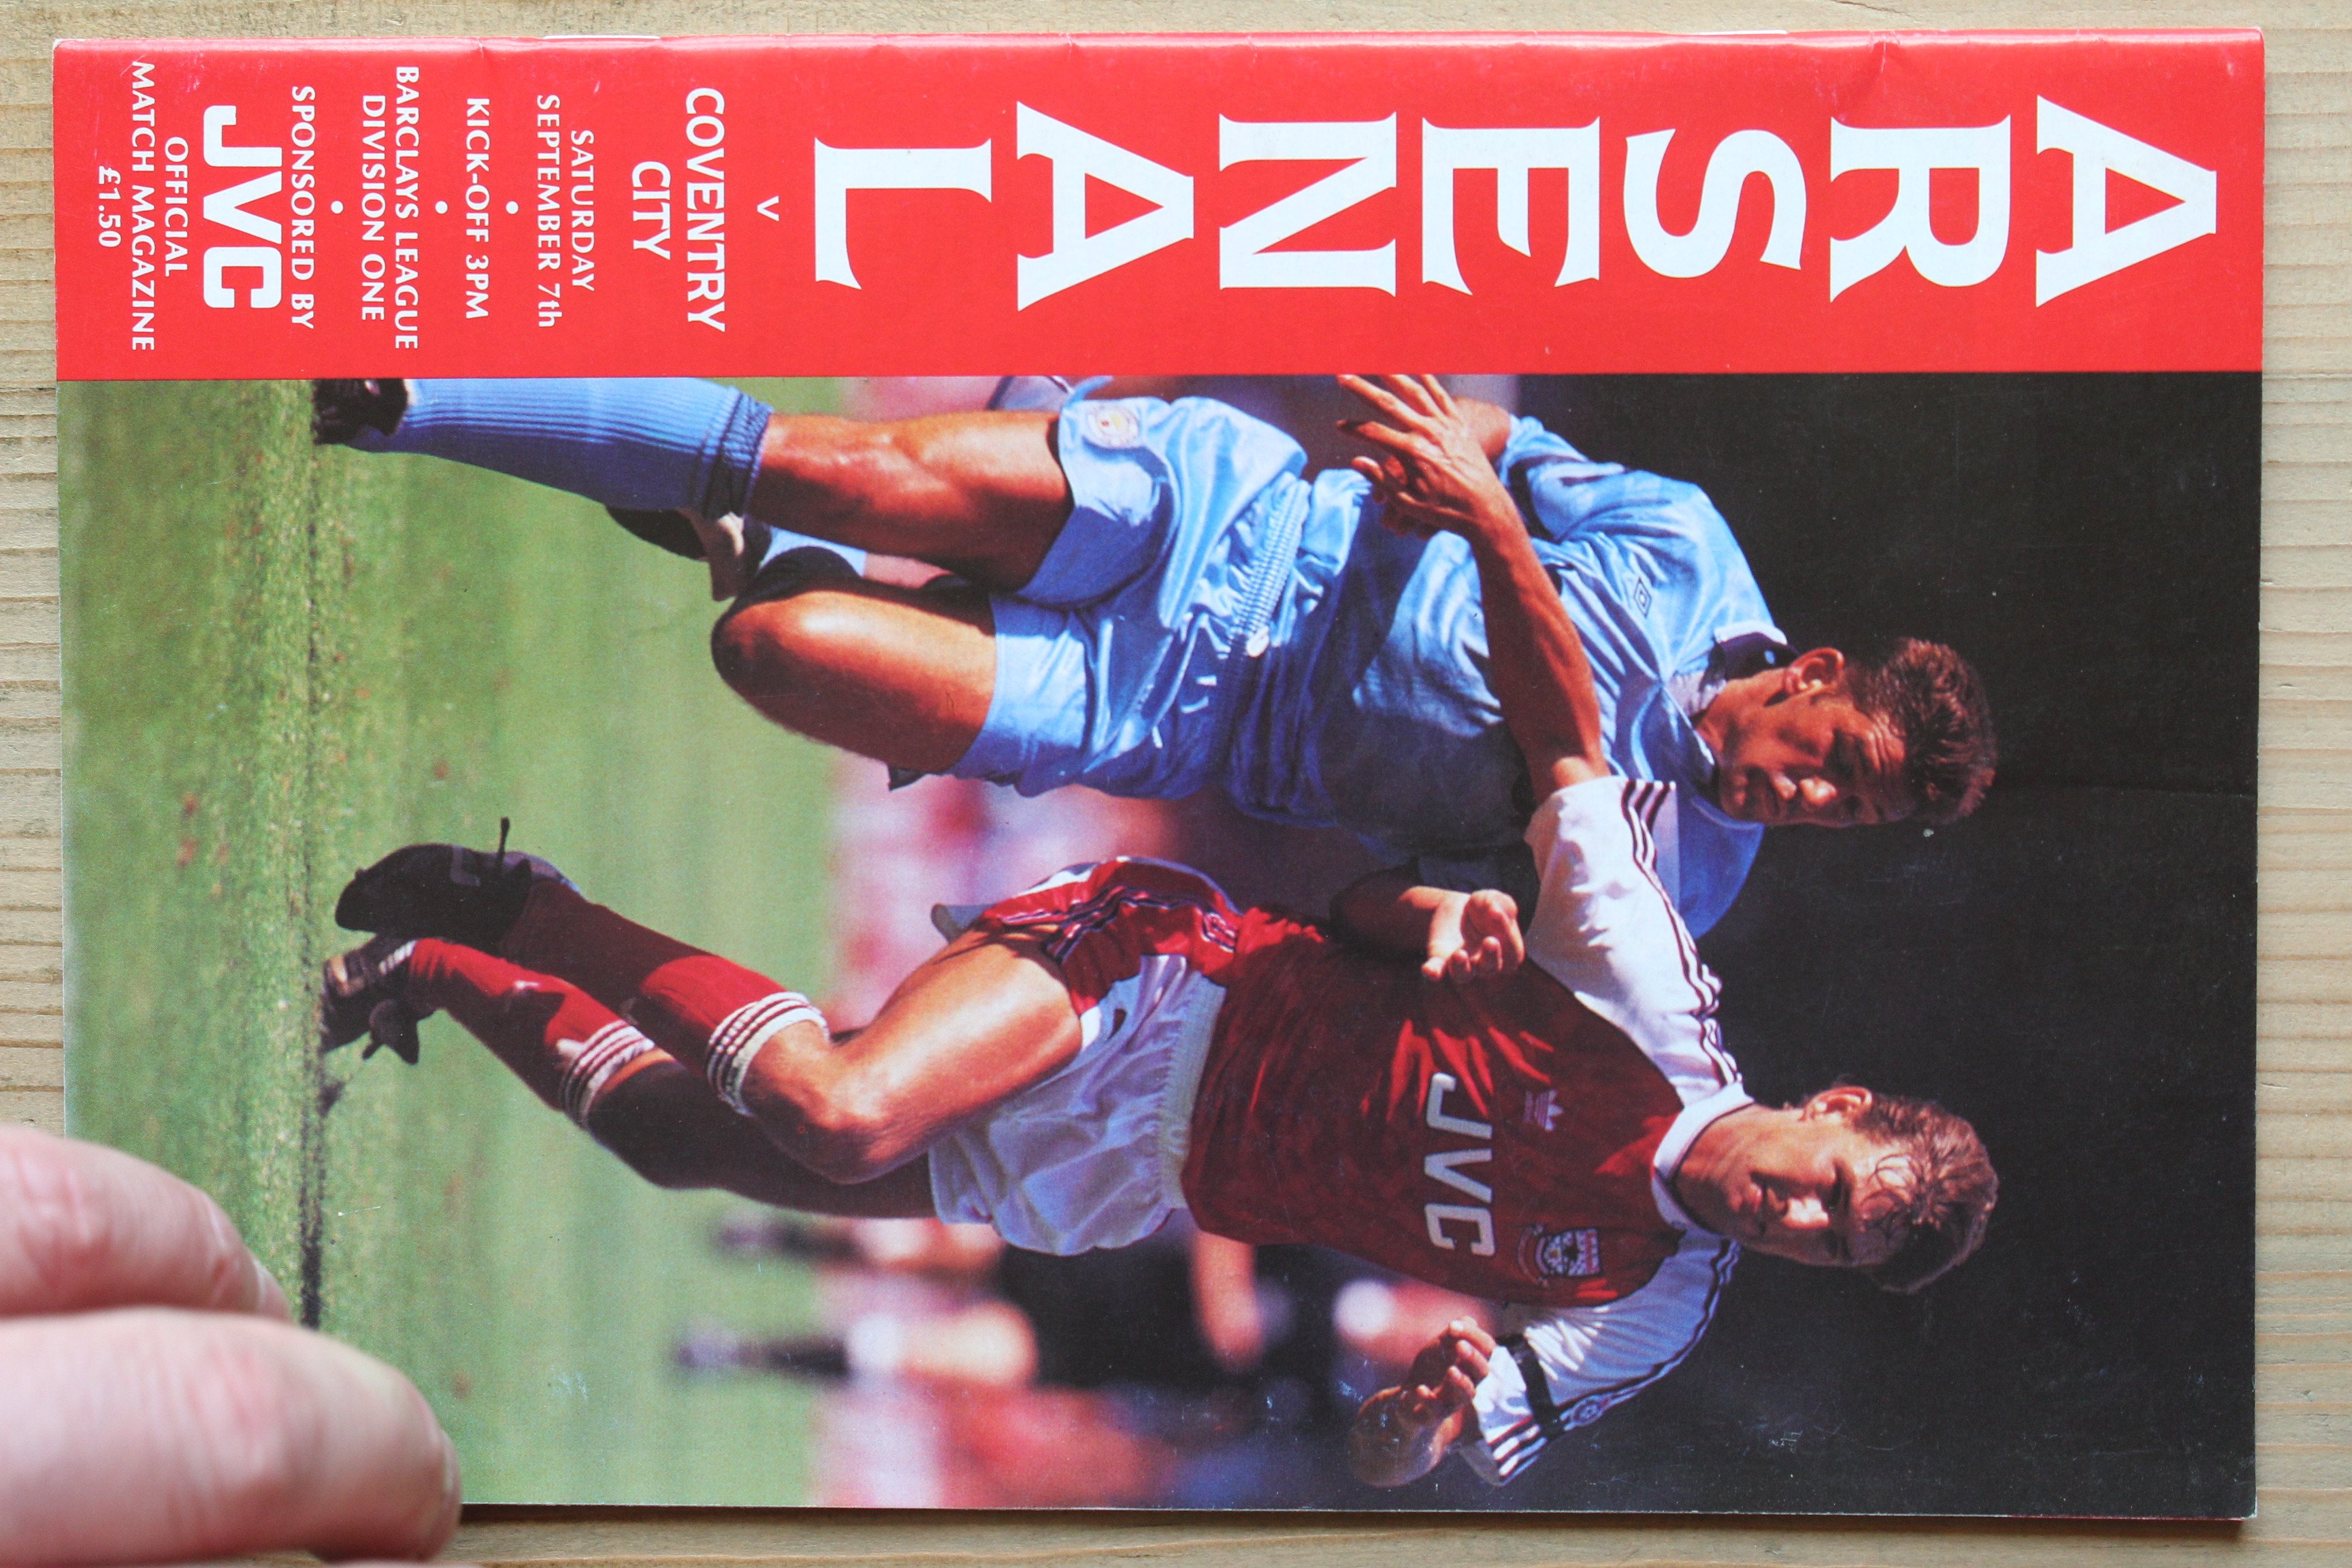 ARSENAL
v
COVENTRY
CITY
SATURDAY
SEPTEMBER 7th
•
KICK-OFF 3PM
•
BARCLAYS LEAGUE
DIVISION ONE
•
SPONSORED BY
JVC
OFFICIAL
MATCH MAGAZINE
£1.50
JVC